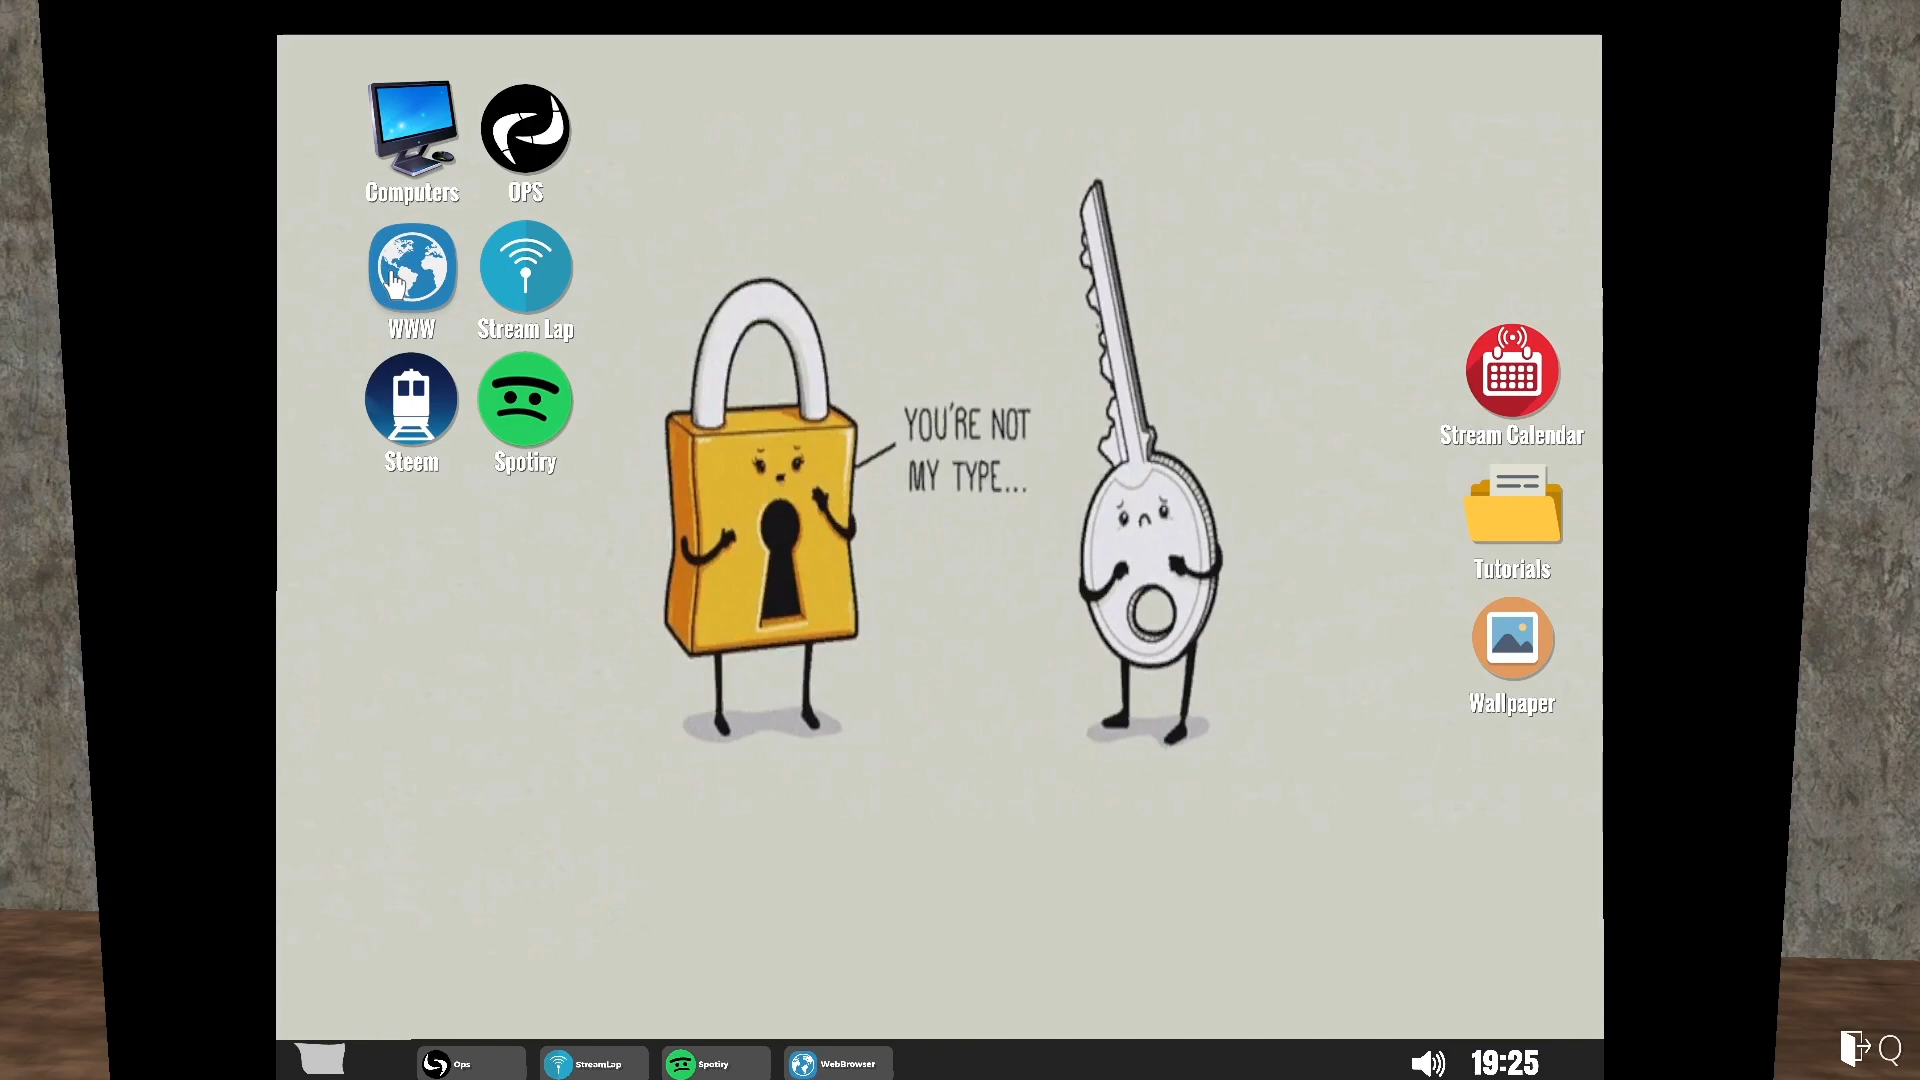 Computers
OPS
WWW
Stream Lap
Steem
Spotiry
YOU'RE NOT
MY TYPE...
Stream Calendar
Tutorials
Wallpaper
Ops
StreamLap
Spotiry
WebBrowser
19:25
Q